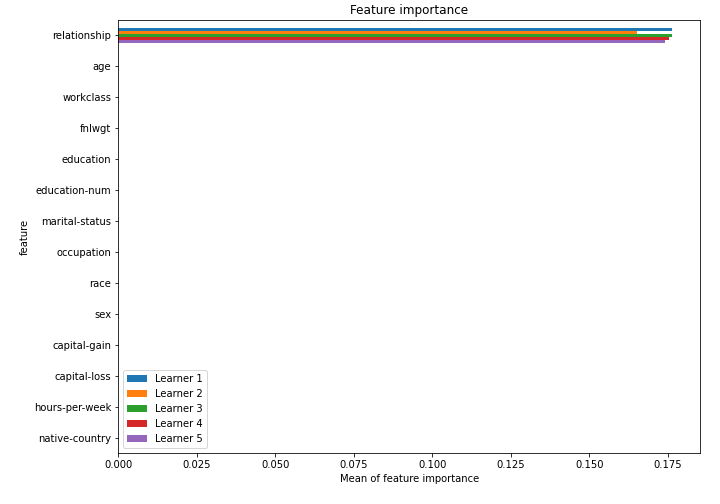 Feature importance
relationship
age
workclass
fnlwgt
education
education-num
marital-status
occupation
race
sex
capital-gain
capital-loss
hours-per-week
native-country
feature
Learner 1
Learner 2
Learner 3
Learner 4
Learner 5
0.000 0.025 0.050 0.075 0.100 0.125 0.150 0.175
Mean of feature importance